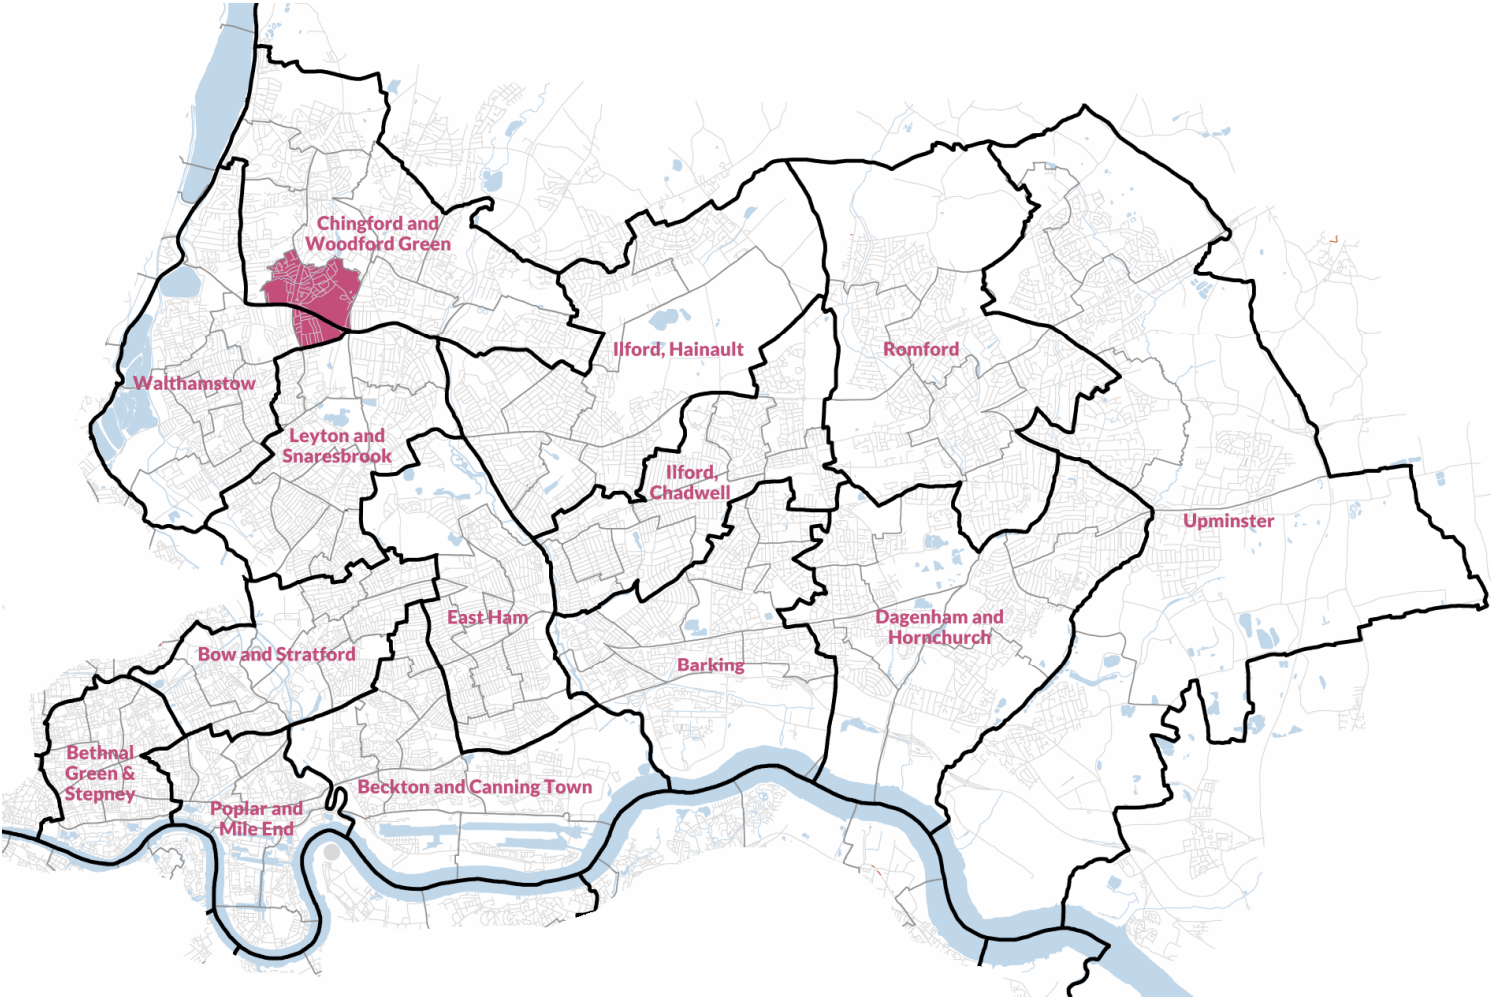 Chingford and
Woodford Green
Ilford, Hainault
Romford
Walthamstow
Leyton and
Snaresbrook
Ilford,
Chadwell
Upminster
East Ham
Dagenham and
Hornchurch
Bow and Stratford
Barking
Bethnal
Green &
Stepney
Beckton and Canning Town
Poplar and
Mile End